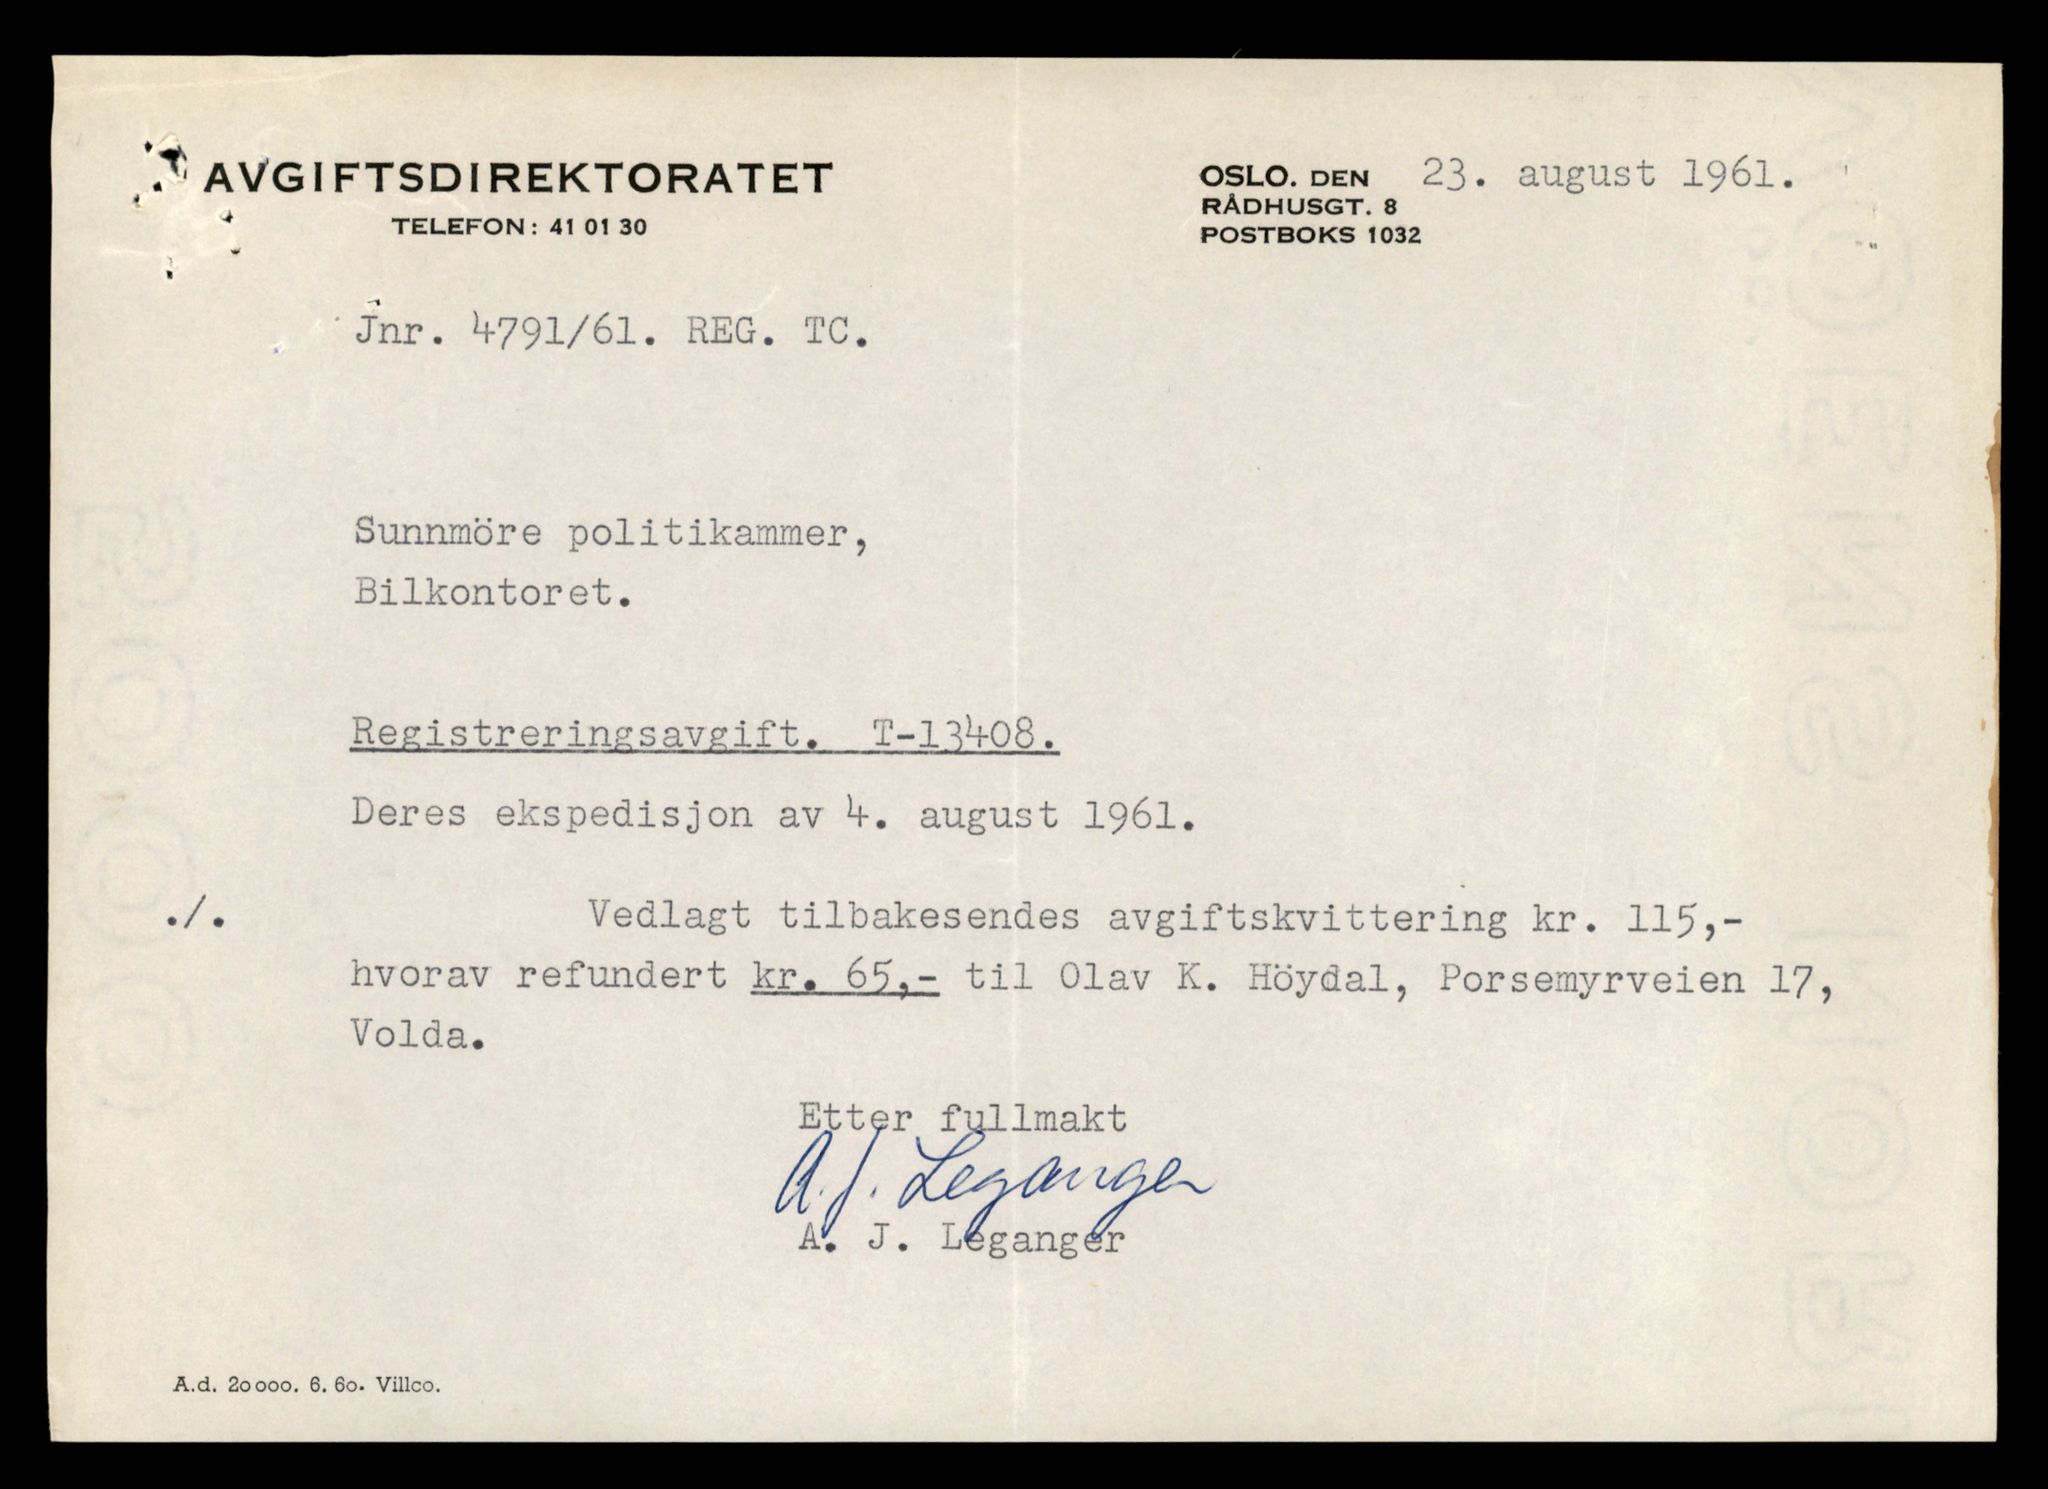 AVGIFTSDIREKTORATET
TELEFON: 41 01 30
OSLO. DEN 23. august 1961.
RÅDHUSGT. 8
POSTBOKS 1032
Jnr. 4791/61. REG. TC.
Sunnmöre politikammer,
Bilkontoret.
Registreringsavgift. T-13408.
Deres ekspedisjon av 4. august 1961.
./. Vedlagt tilbakesendes avgiftskvittering kr. 115,-
hvorav refundert kr. 65,- til Olav K. Höydal, Porsemyrveien 17,
Volda.
Etter fullmakt
A. J. Leganger
A. J. Leganger
A.d. 20000. 6. 60. Villco.